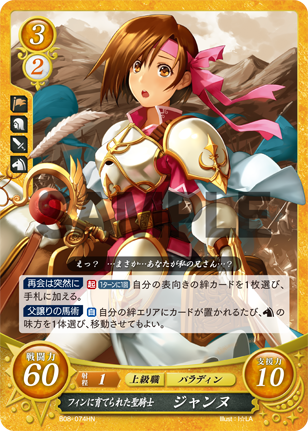 3
2
SAMPLE
えっ？ …まさか…あなたが私の兄さん…？
再会は突然に 起 1ターンに1回 自分の表向きの絆カードを1枚選び、
手札に加える。
父譲りの馬術 自 自分の絆エリアにカードが置かれるたび、
の
味方を1体選び、移動させてもよい。
戦闘力
60
射程 1 上級職 パラディン
支援力
10
フィンに育てられた聖騎士 ジャンヌ
B08-074HN